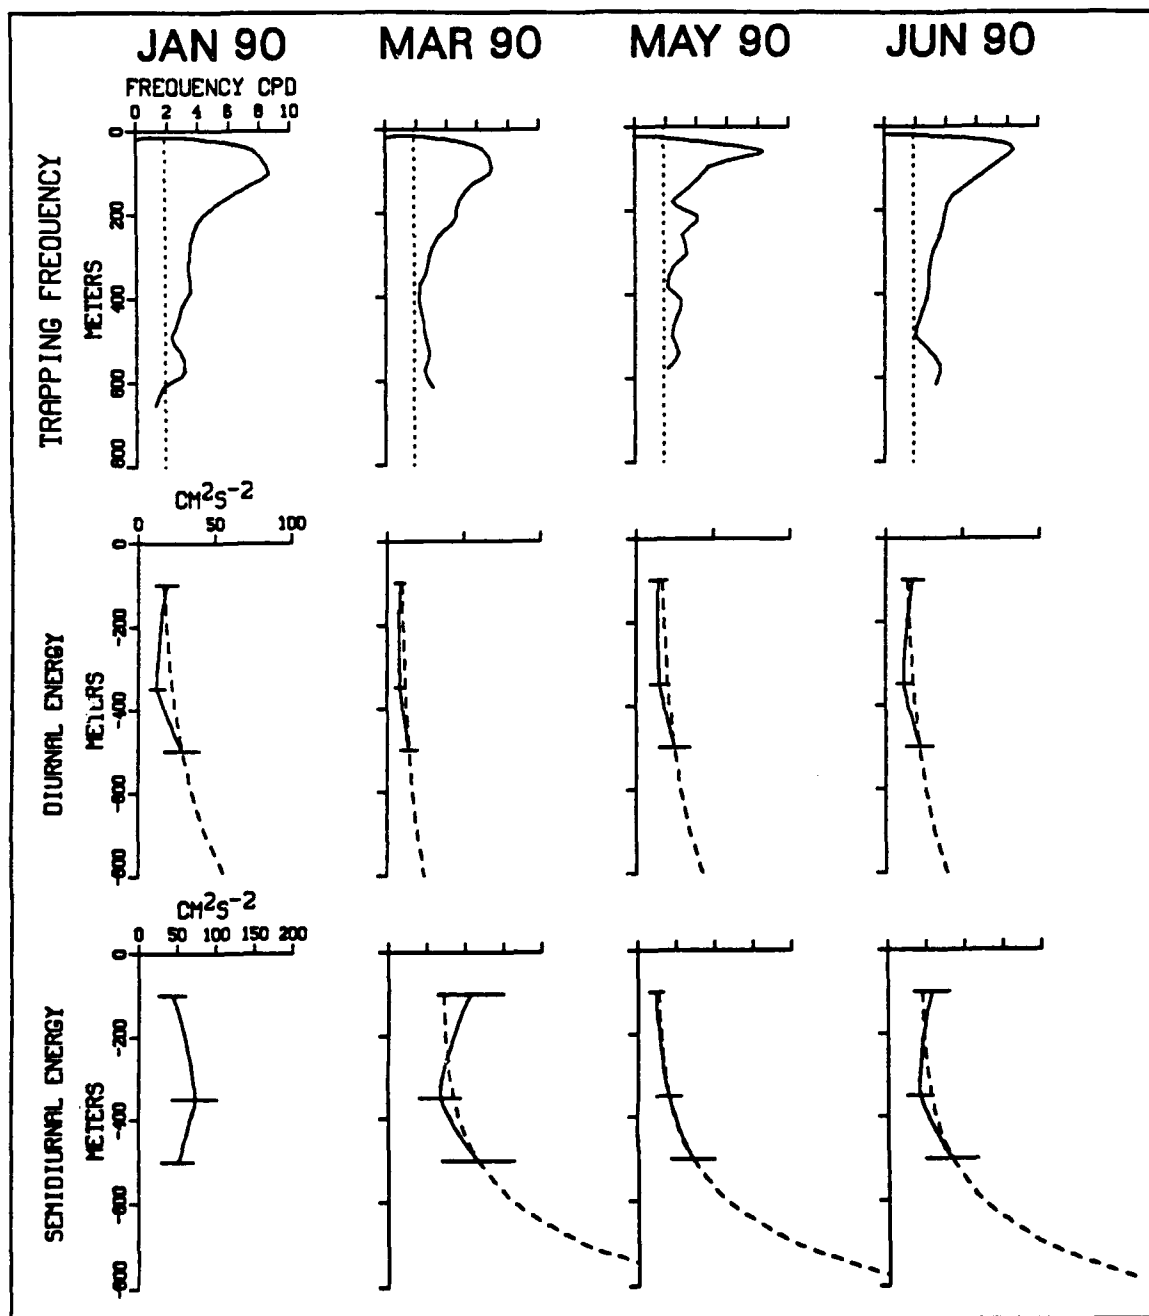 JAN 90 MAR 90 MAY 90 JUN 90
FREQUENCY CPD
0 2 4 6 8 10
TRAPPING FREQUENCY
METERS
0
200
400
600
800
CM2S-2
0 50 100
DIURNAL ENERGY
METERS
0
-200
-400
-600
-800
CM2S-2
0 50 100 150 200
SEMIDIURNAL ENERGY
METERS
0
-200
-400
-600
-800